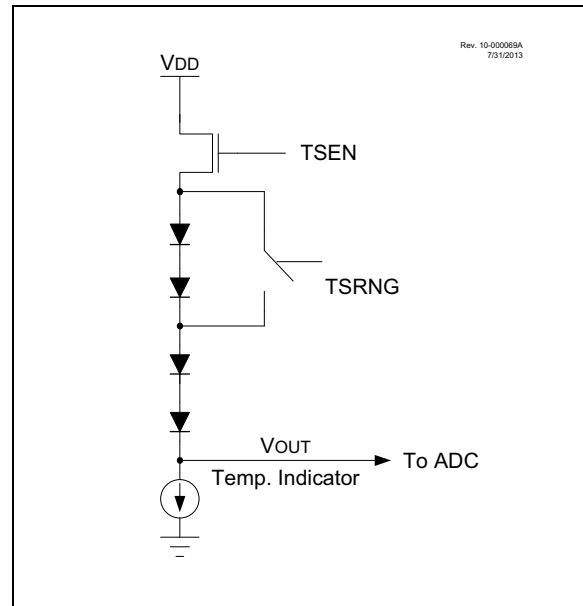 Rev. 10-000069A
7/31/2013
VDD
TSEN
TSRNG
VOUT
To ADC
Temp. Indicator